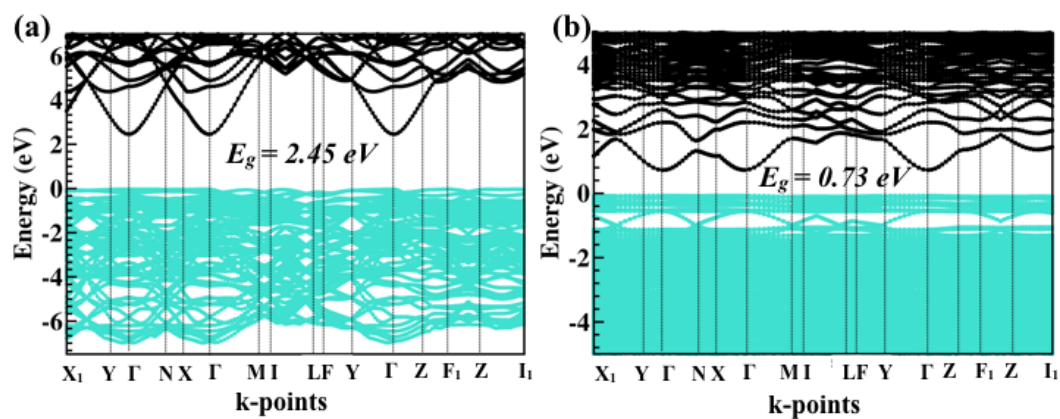 (a)
Energy (eV)
6
4
2
0
-2
-4
-6
E_g = 2.45 eV
X₁ Y Γ N X Γ M I LF Y Γ Z F₁ Z I₁
k-points
(b)
Energy (eV)
4
2
0
-2
-4
E_g = 0.73 eV
X₁ Y Γ N X Γ M I LF Y Γ Z F₁ Z I₁
k-points